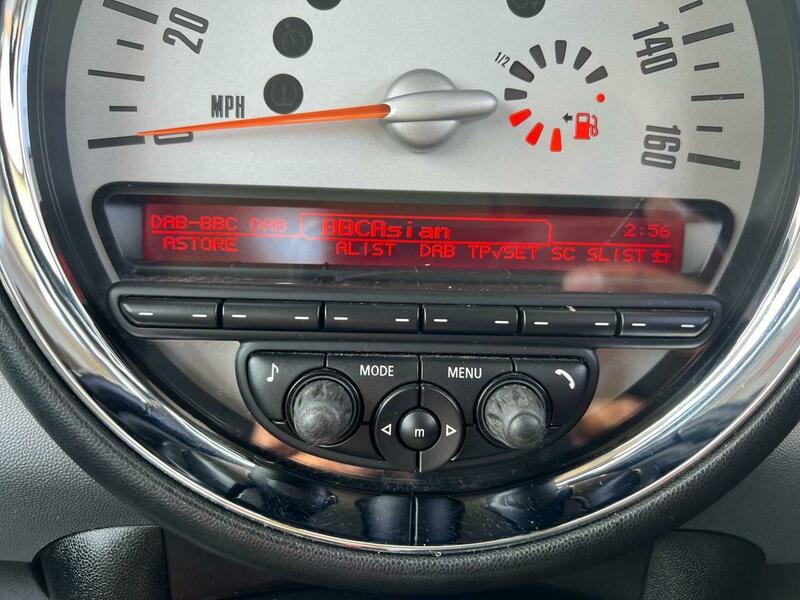 20
140
1/2
MPH
0
160
DAB-BBC DAB BBCAsian 2:56
ASTORE ALIST DAB TP✓SET SC SLIST
MODE MENU
m